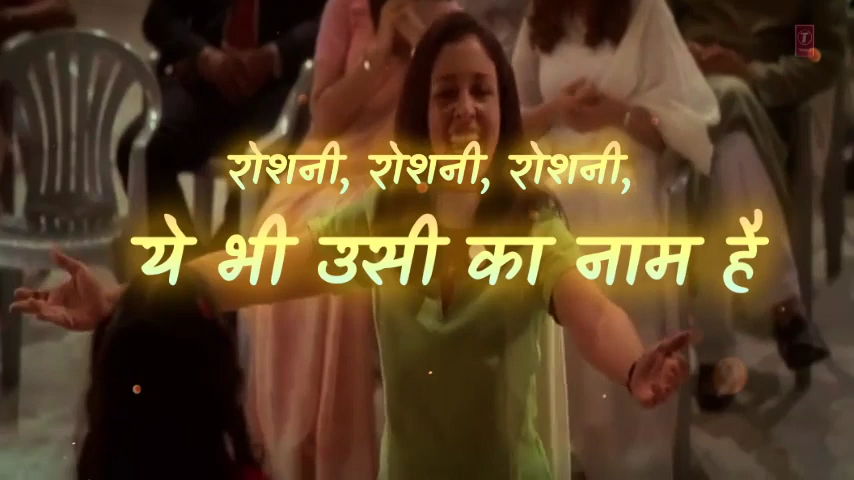 रोशनी, रोशनी, रोशनी,
ये भी उसी का नाम है